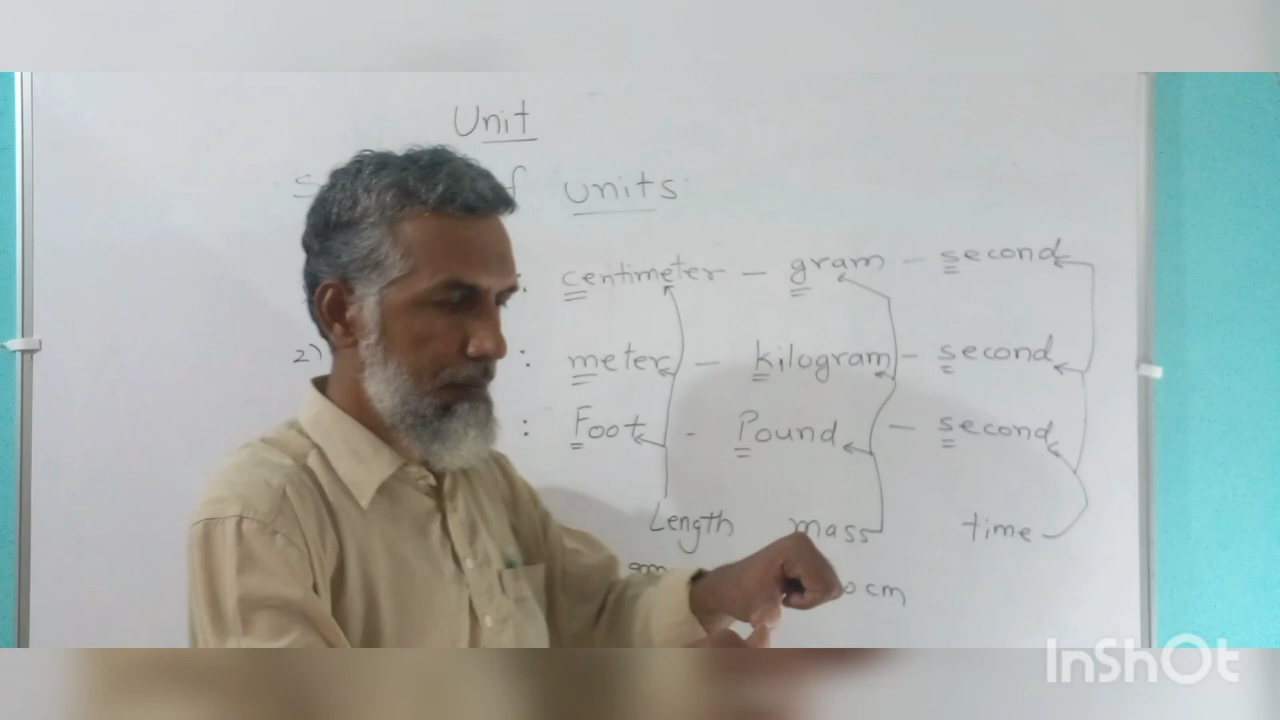 Unit
units
: centimeter - gram - second
2) : meter - kilogram - second
: Foot - Pound - second
Length mass time
cm
InShOt